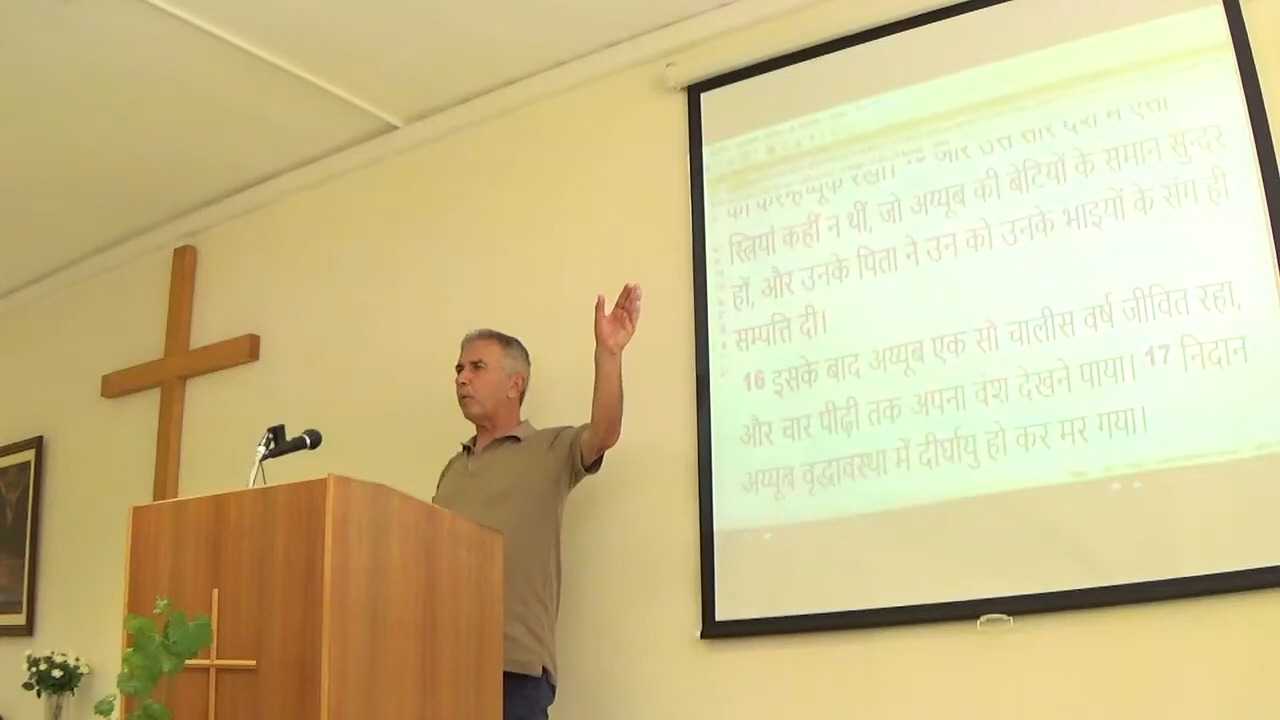 स्त्रियां कहीं न थीं, जो अय्यूब की बेटियों के समान सुन्दर
हों, और उनके पिता ने उन को उनके भाइयों के संग ही
सम्पति दी।
16 इसके बाद अय्यूब एक सौ चालीस वर्ष जीवित रहा,
और चार पीढ़ी तक अपना वंश देखने पाया। 17 निदान
अय्यूब वृद्धावस्था में दीर्घायु हो कर मर गया।